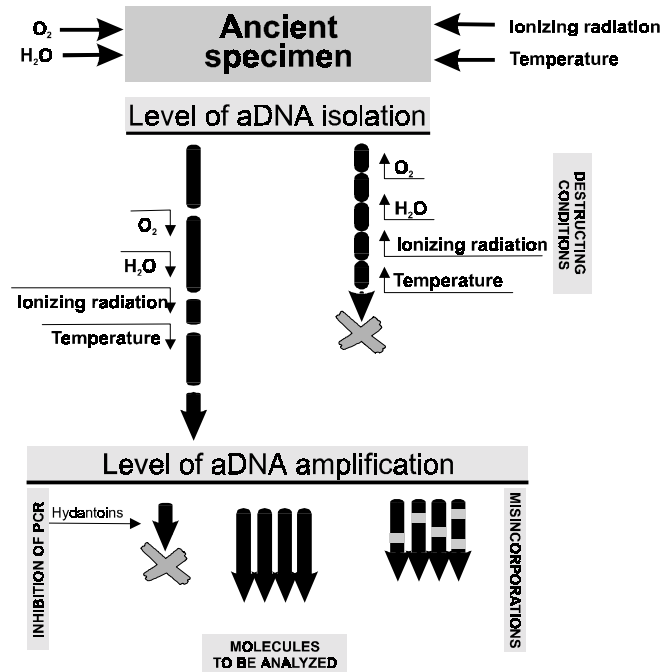 O₂
H₂O
Ancient
specimen
Ionizing radiation
Temperature
Level of aDNA isolation
O₂
H₂O
Ionizing radiation
Temperature
O₂
H₂O
Ionizing radiation
Temperature
DESTRUCTING
CONDITIONS
Level of aDNA amplification
INHIBITION OF PCR
Hydantoins
MISINCORPORATIONS
MOLECULES
TO BE ANALYZED